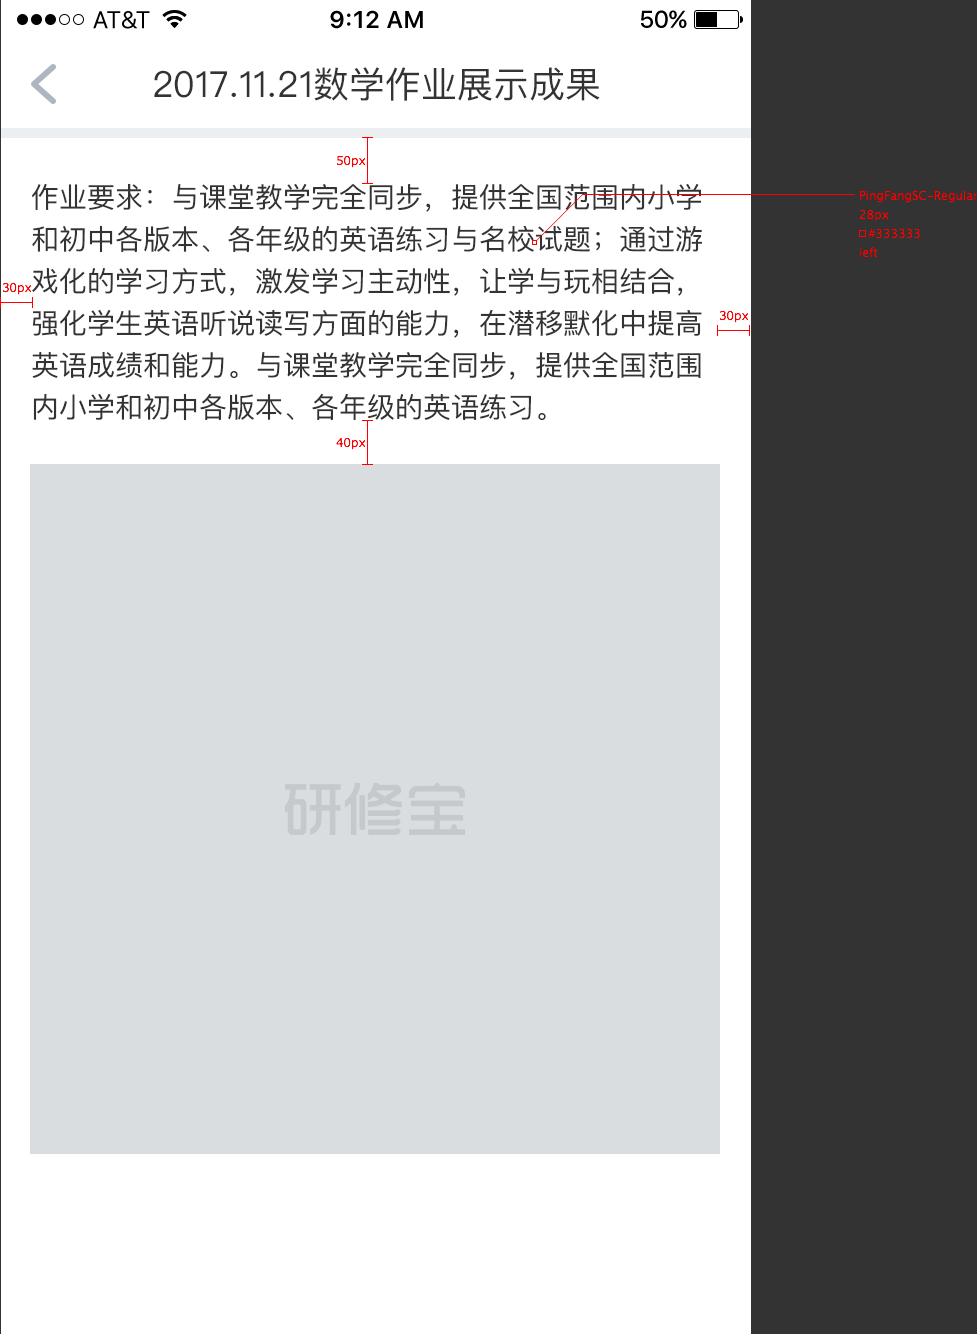 AT&T 9:12 AM 50%
2017.11.21数学作业展示成果
50px
作业要求：与课堂教学完全同步，提供全国范围内小学
PingFangSC-Regular
28px
#333333
left
和初中各版本、各年级的英语练习与名校试题；通过游
戏化的学习方式，激发学习主动性，让学与玩相结合，
30px
强化学生英语听说读写方面的能力，在潜移默化中提高
30px
英语成绩和能力。与课堂教学完全同步，提供全国范围
内小学和初中各版本、各年级的英语练习。
40px
研修宝